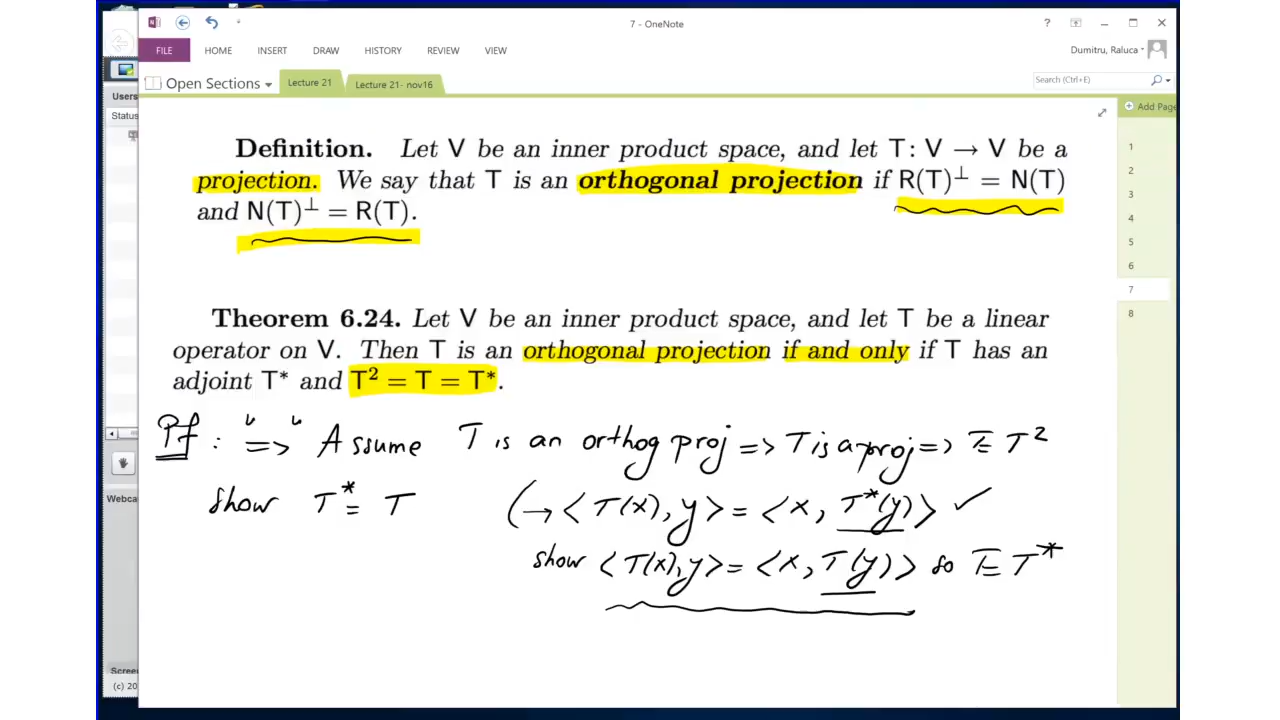 7 - OneNote
?
FILE HOME INSERT DRAW HISTORY REVIEW VIEW
Dumitru, Raluca
Open Sections Lecture 21 Lecture 21- nov16
Search (Ctrl+E)
Add Page
Users
Status
Definition. Let V be an inner product space, and let T: V → V be a
projection. We say that T is an orthogonal projection if R(T)⊥ = N(T)
and N(T)⊥ = R(T).
Theorem 6.24. Let V be an inner product space, and let T be a linear
operator on V. Then T is an orthogonal projection if and only if T has an
adjoint T* and T² = T = T*.
Pf: "=>" Assume T is an orthog proj => T is a proj => T = T²
show T* = T (→ <T(x), y> = <x, T*(y)> ✓
show <T(x), y> = <x, T(y)> so T = T*
1
2
3
4
5
6
7
8
Webca
Screen
(c) 20